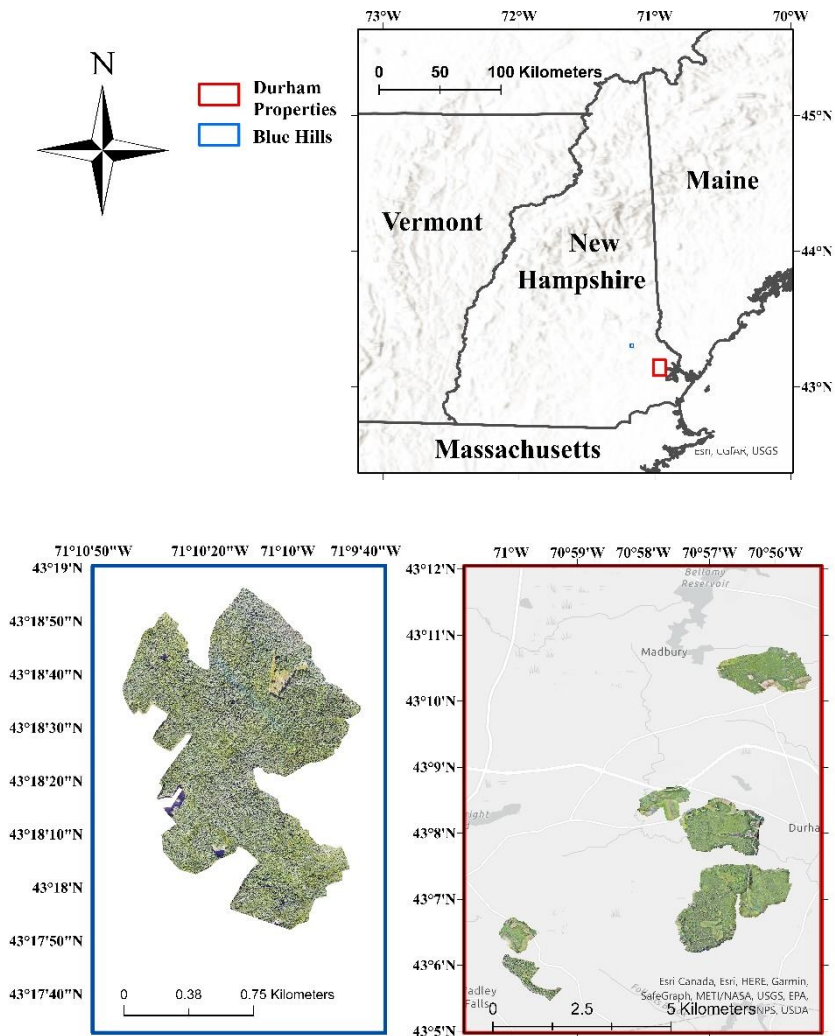 N
Durham
Properties
Blue Hills
73°W 72°W 71°W 70°W
0 50 100 Kilometers
45°N
Maine
Vermont
New
Hampshire
44°N
43°N
Massachusetts
Esri, CGIAR, USGS
71°10'50"W 71°10'20"W 71°10'W 71°9'40"W
43°19'N
43°18'50"N
43°18'40"N
43°18'30"N
43°18'20"N
43°18'10"N
43°18'N
43°17'50"N
43°17'40"N
0 0.38 0.75 Kilometers
71°W 70°59'W 70°58'W 70°57'W 70°56'W
43°12'N
Bellamy
Reservoir
43°11'N
Madbury
43°10'N
43°9'N
43°8'N
Durha
43°7'N
43°6'N
adley
Falls
Esri Canada, Esri, HERE, Garmin,
SafeGraph, METI/NASA, USGS, EPA,
NPS, USDA
0 2.5 5 Kilometers
43°5'N